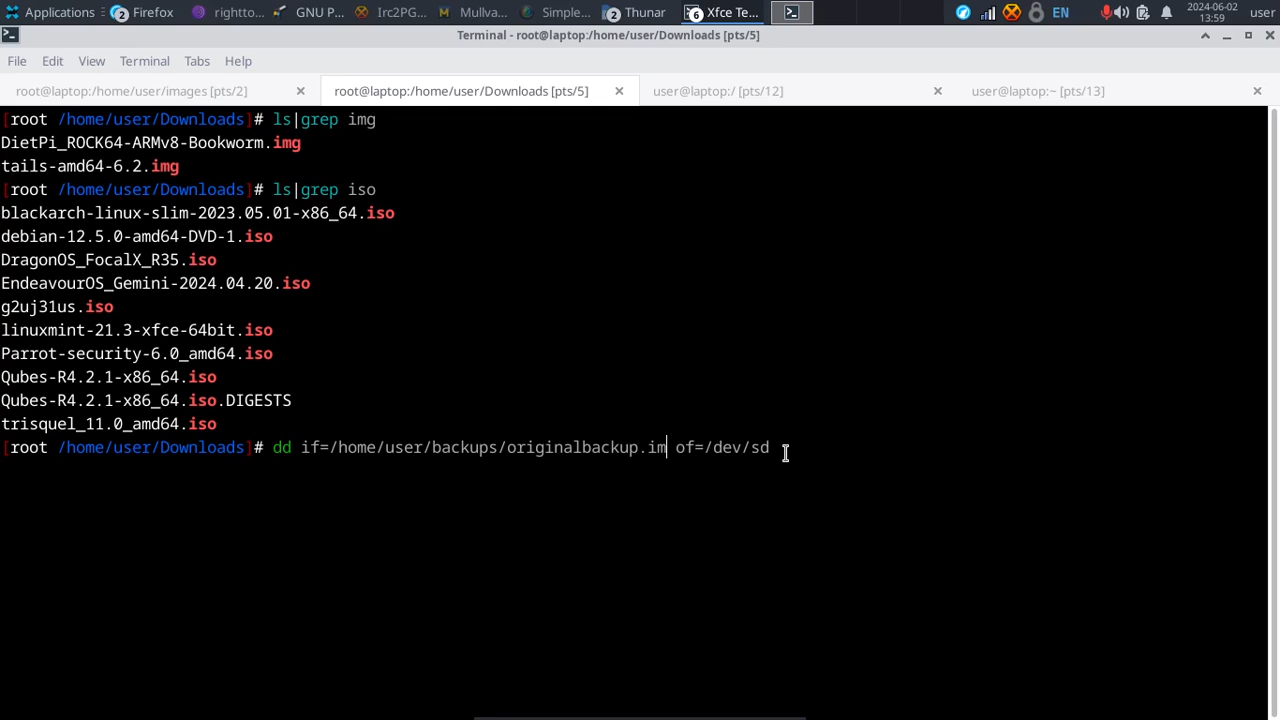 Applications 2 Firefox rightto... GNU P... Irc2PG... Mullva... Simple... 2 Thunar 6 Xfce Te... EN 2024-06-02 13:59 user
Terminal - root@laptop:/home/user/Downloads [pts/5]
File Edit View Terminal Tabs Help
root@laptop:/home/user/images [pts/2] root@laptop:/home/user/Downloads [pts/5] user@laptop:/ [pts/12] user@laptop:~ [pts/13]
[root /home/user/Downloads]# ls|grep img
DietPi_ROCK64-ARMv8-Bookworm.img
tails-amd64-6.2.img
[root /home/user/Downloads]# ls|grep iso
blackarch-linux-slim-2023.05.01-x86_64.iso
debian-12.5.0-amd64-DVD-1.iso
DragonOS_FocalX_R35.iso
EndeavourOS_Gemini-2024.04.20.iso
g2uj31us.iso
linuxmint-21.3-xfce-64bit.iso
Parrot-security-6.0_amd64.iso
Qubes-R4.2.1-x86_64.iso
Qubes-R4.2.1-x86_64.iso.DIGESTS
trisquel_11.0_amd64.iso
[root /home/user/Downloads]# dd if=/home/user/backups/originalbackup.im of=/dev/sd